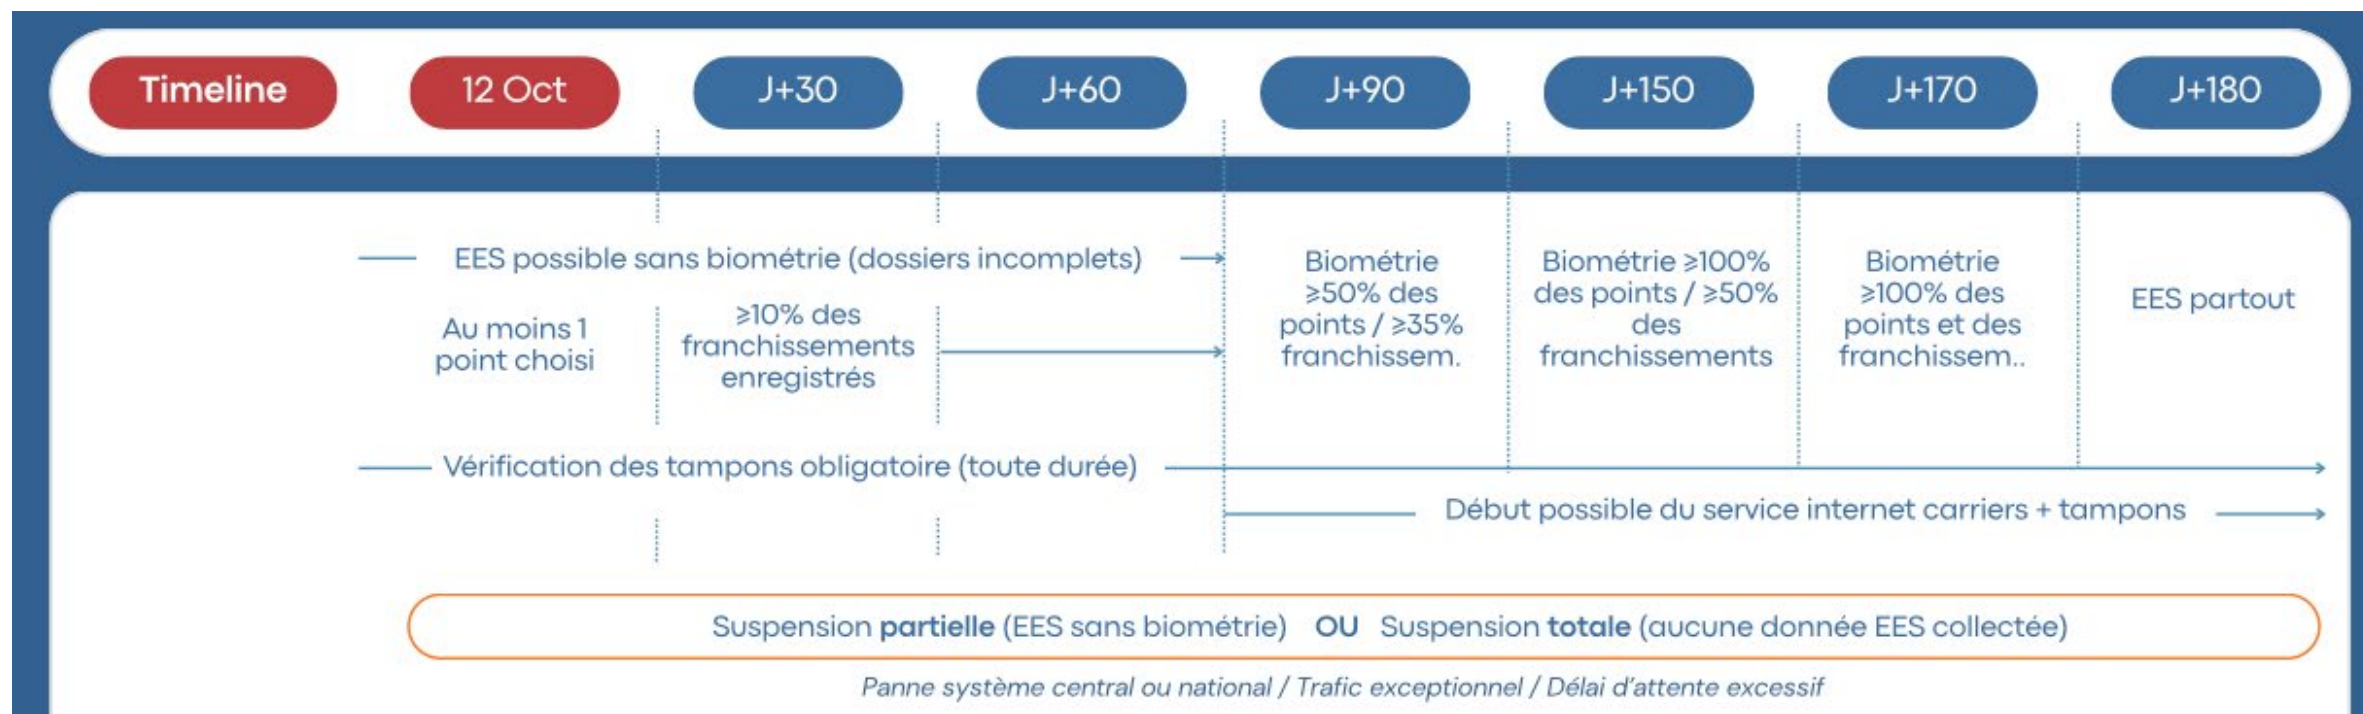 Timeline
12 Oct
J+30
J+60
J+90
J+150
J+170
J+180
EES possible sans biométrie (dossiers incomplets)
Au moins 1
point choisi
≥10% des
franchissements
enregistrés
Biométrie
≥50% des
points / ≥35%
franchissem.
Biométrie ≥100%
des points / ≥50%
des
franchissements
Biométrie
≥100% des
points et des
franchissem..
EES partout
Vérification des tampons obligatoire (toute durée)
Début possible du service internet carriers + tampons
Suspension partielle (EES sans biométrie) OU Suspension totale (aucune donnée EES collectée)
Panne système central ou national / Trafic exceptionnel / Délai d'attente excessif